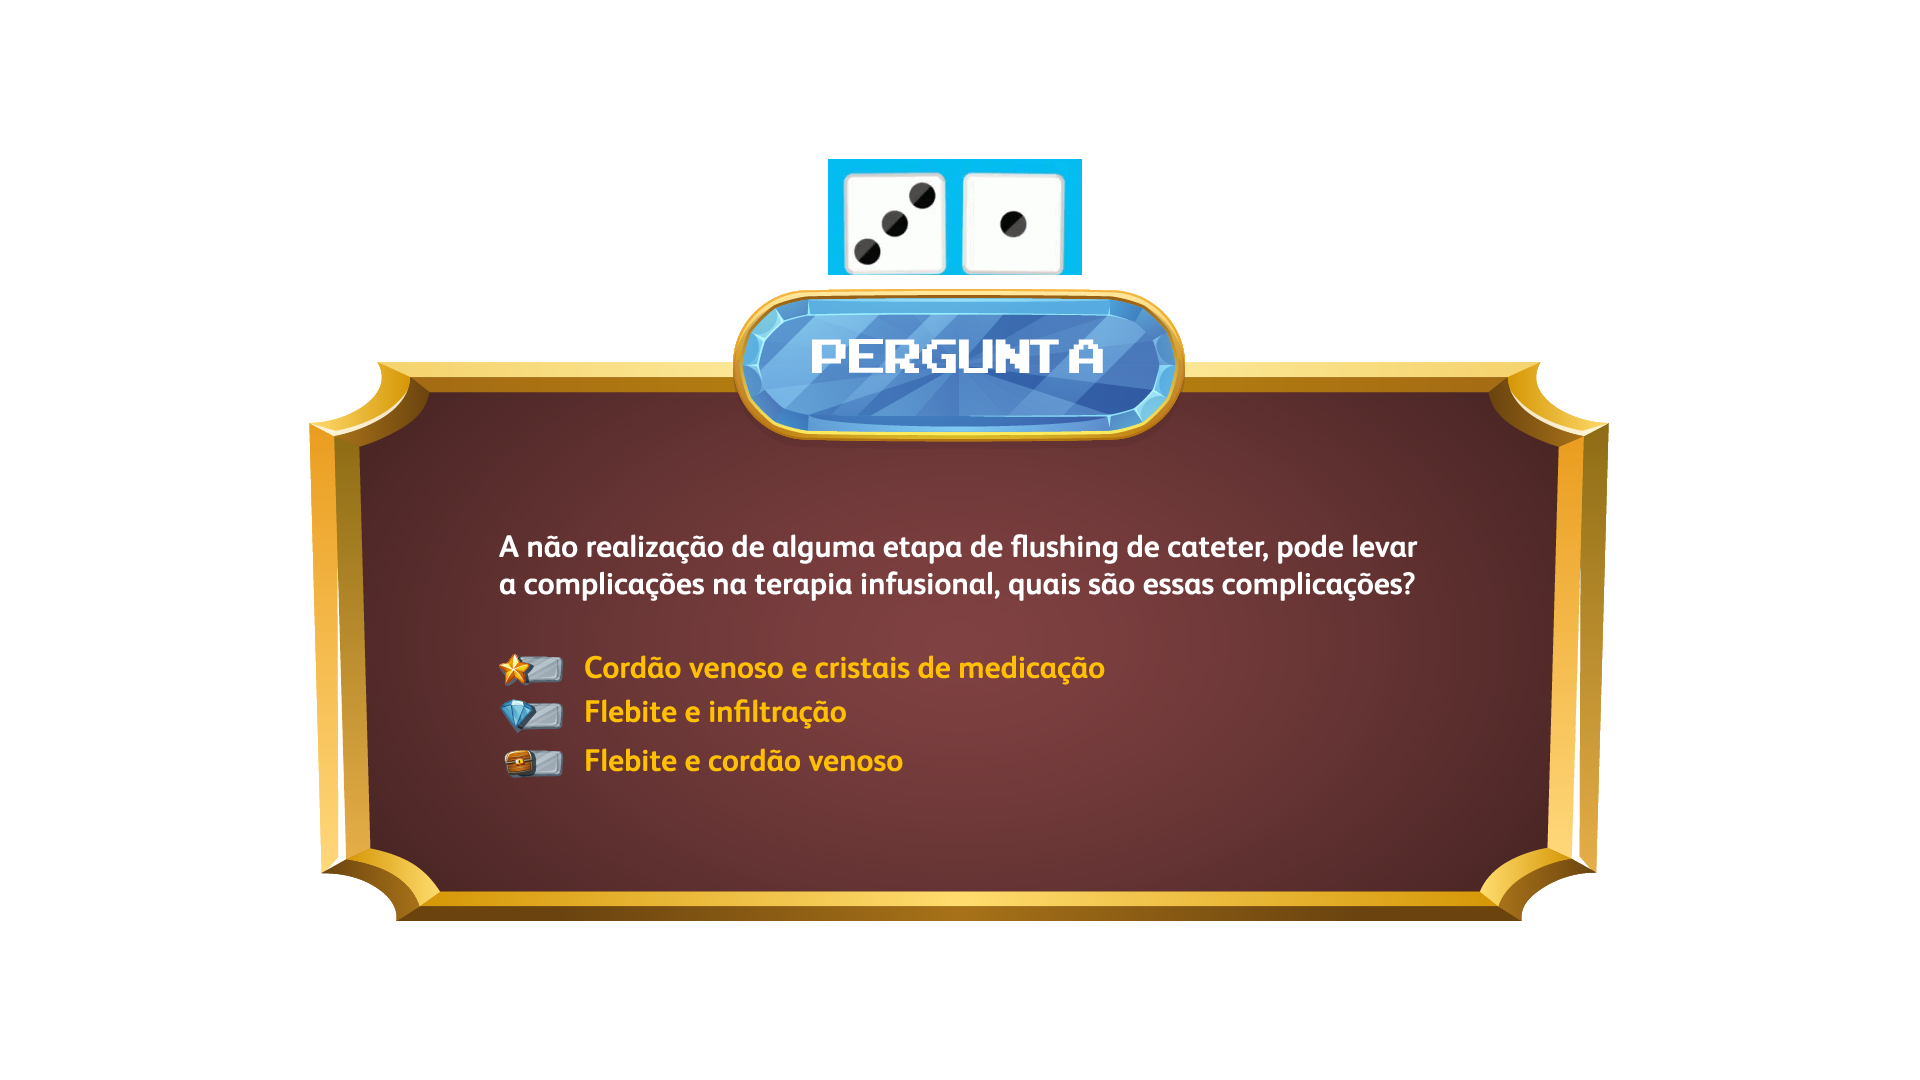 PERGUNTA
A não realização de alguma etapa de flushing de cateter, pode levar
a complicações na terapia infusional, quais são essas complicações?
Cordão venoso e cristais de medicação
Flebite e infiltração
Flebite e cordão venoso